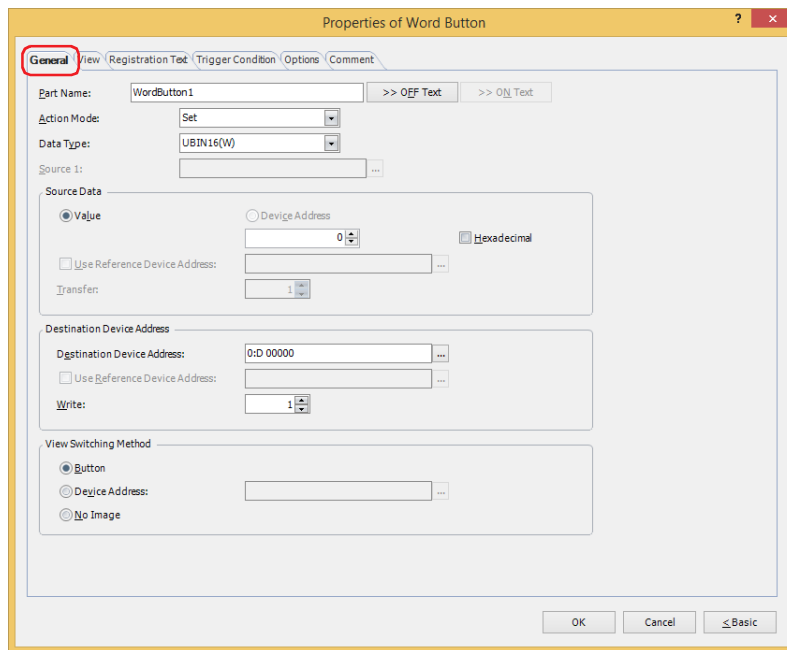 Properties of Word Button ? ×
General View Registration Text Trigger Condition Options Comment
Part Name: WordButton1 >> OFF Text >> ON Text
Action Mode: Set
Data Type: UBIN16(W)
Source 1: ...
Source Data
Value Device Address
0 Hexadecimal
Use Reference Device Address: ...
Transfer: 1
Destination Device Address
Destination Device Address: 0:D 00000 ...
Use Reference Device Address: ...
Write: 1
View Switching Method
Button
Device Address: ...
No Image
OK Cancel < Basic